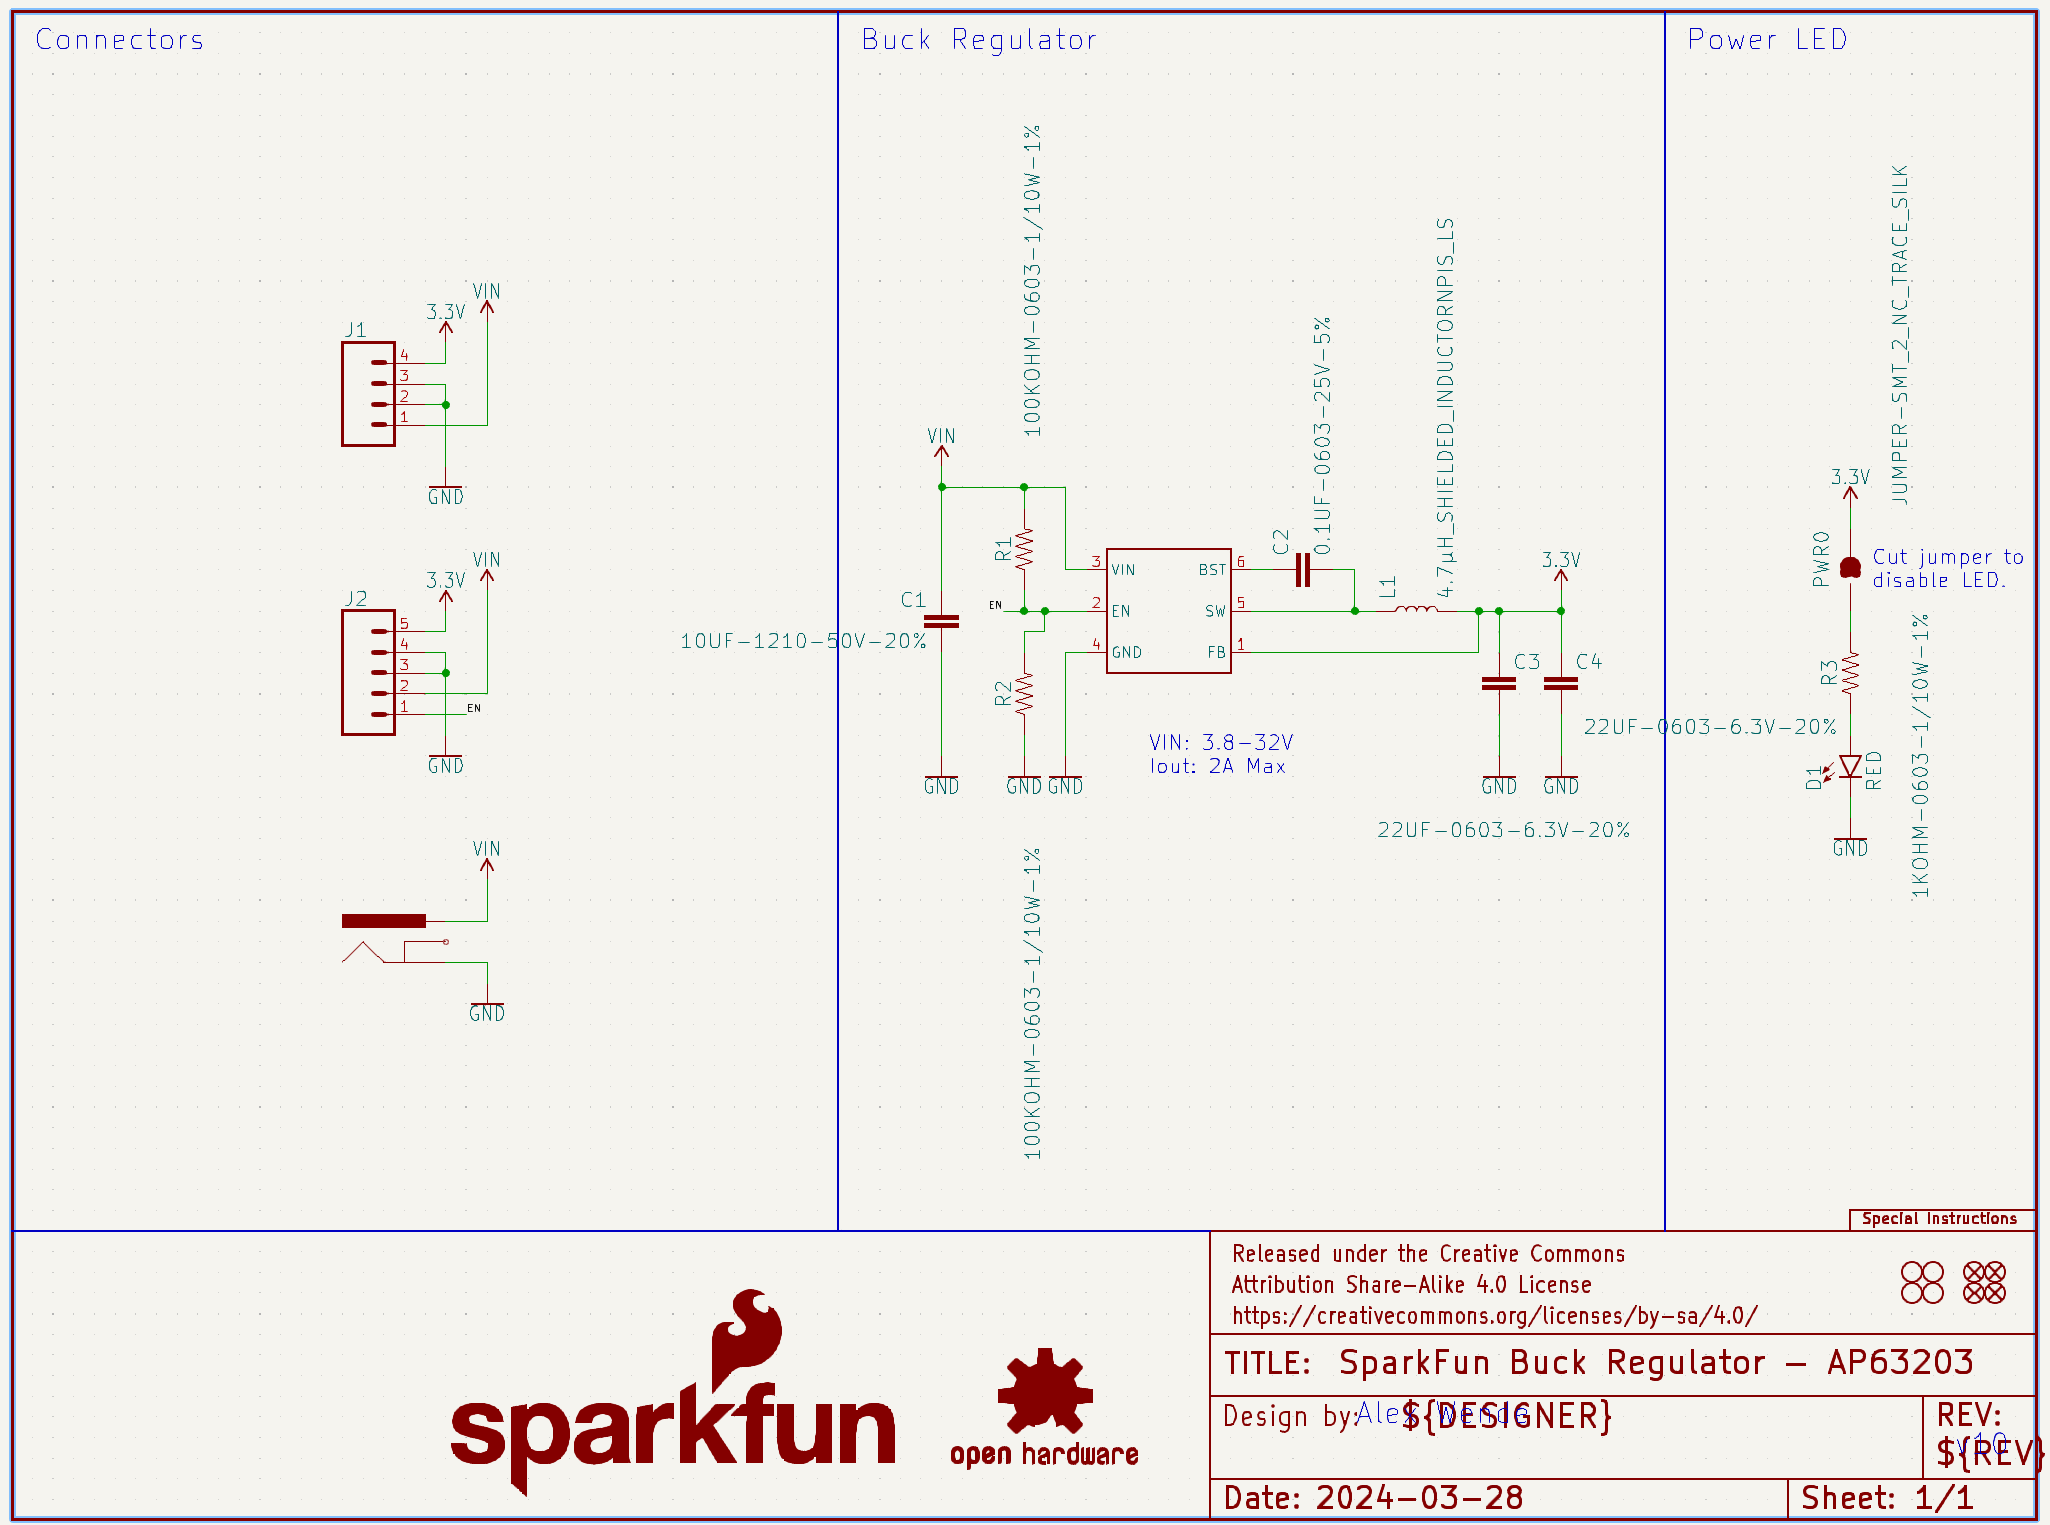 Connectors
Buck Regulator
Power LED
VIN
3.3V
J1
4
3
2
1
GND
VIN
3.3V
J2
5
4
3
2
1
EN
GND
VIN
GND
100KOHM-0603-1/10W-1%
VIN
R1
EN
C1
10UF-1210-50V-20%
R2
GND
GND
GND
100KOHM-0603-1/10W-1%
3
VIN
2
EN
4
GND
BST
6
SW
5
FB
1
VIN: 3.8-32V
Iout: 2A Max
C2
0.1UF-0603-25V-5%
L1
4.7µH_SHIELDED_INDUCTORNPIS_LS
3.3V
C3
C4
22UF-0603-6.3V-20%
GND
GND
22UF-0603-6.3V-20%
JUMPER-SMT_2_NC_TRACE_SILK
3.3V
PWR0
Cut jumper to
disable LED.
R3
1KOHM-0603-1/10W-1%
D1
RED
GND
Special Instructions
Released under the Creative Commons
Attribution Share-Alike 4.0 License
https://creativecommons.org/licenses/by-sa/4.0/
TITLE: SparkFun Buck Regulator - AP63203
Design by: ${DESIGNER}
Alex Wende
REV:
${REV}
v10
Date: 2024-03-28
Sheet: 1/1
sparkfun
open hardware